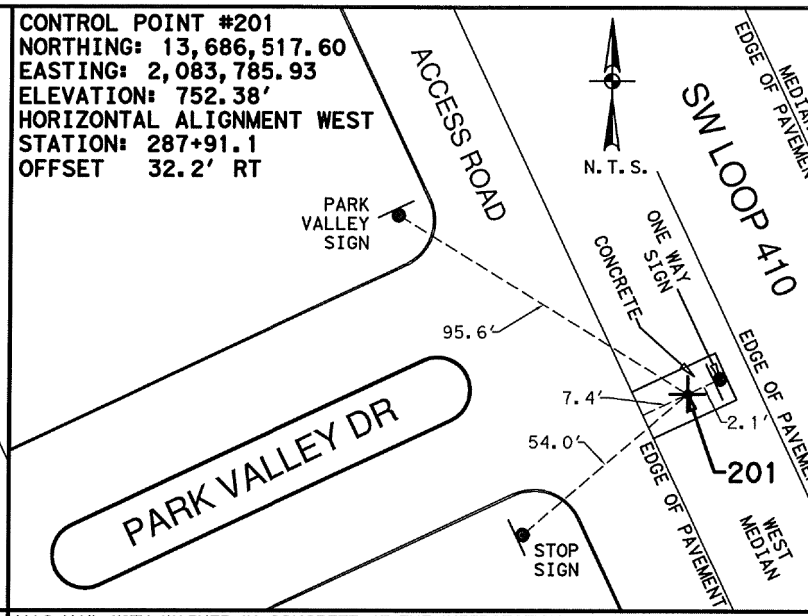 CONTROL POINT #201
NORTHING: 13,686,517.60
EASTING: 2,083,785.93
ELEVATION: 752.38'
HORIZONTAL ALIGNMENT WEST
STATION: 287+91.1
OFFSET 32.2' RT
ACCESS ROAD
N.T.S.
SW LOOP 410
MEDIAN
EDGE OF PAVEMENT
PARK
VALLEY
SIGN
ONE WAY
SIGN
CONCRETE
95.6'
7.4'
2.1'
54.0'
201
EDGE OF PAVEMENT
EDGE OF PAVEMENT
PARK VALLEY DR
STOP
SIGN
WEST
MEDIAN